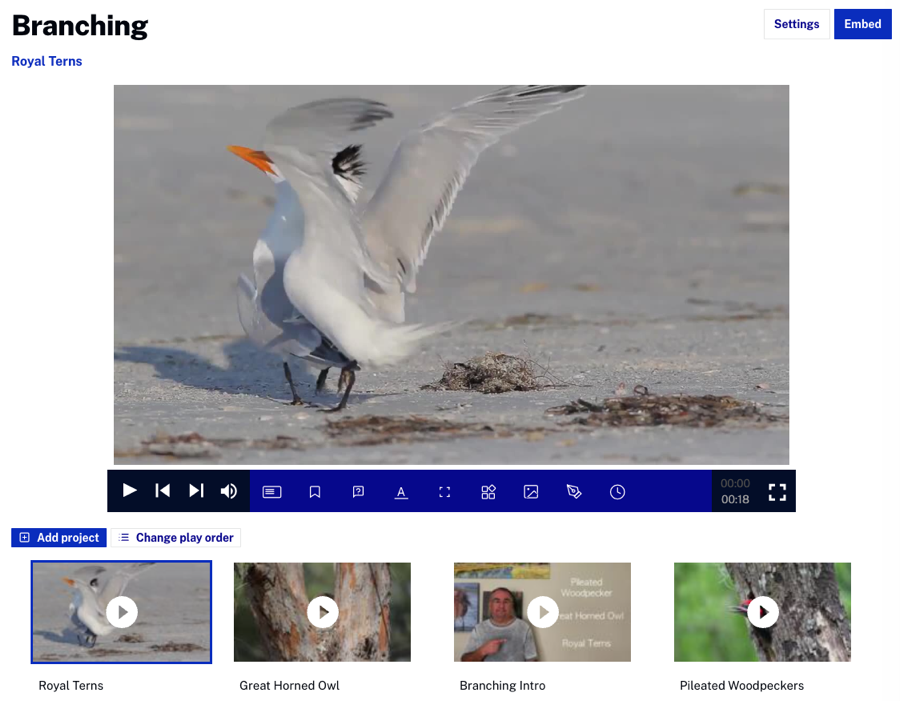 Branching
Settings
Embed
Royal Terns
00:00
00:18
Add project
Change play order
Pileated
Woodpecker
eat Horned Owl
Royal Terns
Royal Terns
Great Horned Owl
Branching Intro
Pileated Woodpeckers